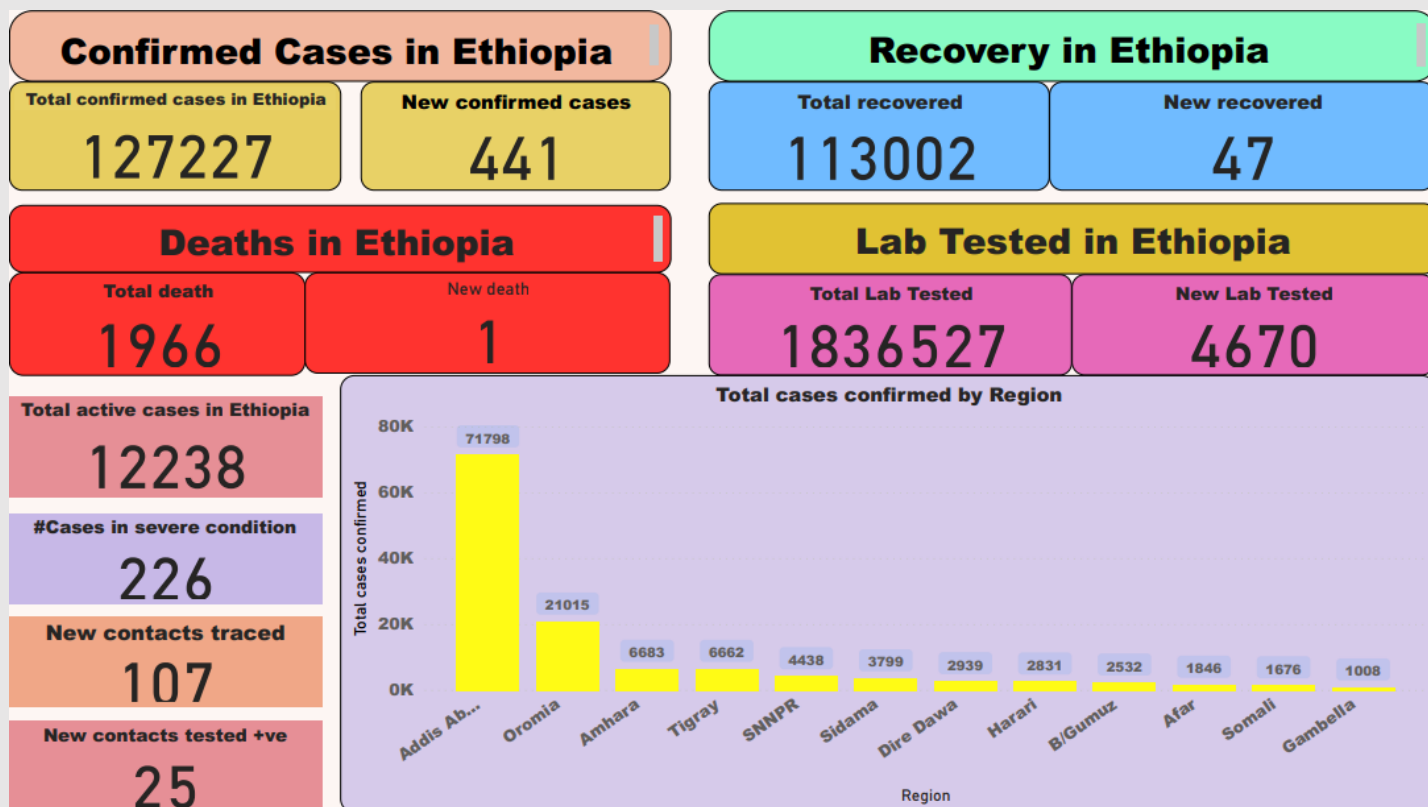 Confirmed Cases in Ethiopia
Total confirmed cases in Ethiopia
127227
New confirmed cases
441
Recovery in Ethiopia
Total recovered
113002
New recovered
47
Deaths in Ethiopia
Total death
1966
New death
1
Lab Tested in Ethiopia
Total Lab Tested
1836527
New Lab Tested
4670
Total active cases in Ethiopia
12238
#Cases in severe condition
226
New contacts traced
107
New contacts tested +ve
25
Total cases confirmed by Region
Total cases confirmed
80K
60K
40K
20K
0K
71798
21015
6683
6662
4438
3799
2939
2831
2532
1846
1676
1008
Addis Ab...
Oromia
Amhara
Tigray
SNNPR
Sidama
Dire Dawa
Harari
B/Gumuz
Afar
Somali
Gambella
Region